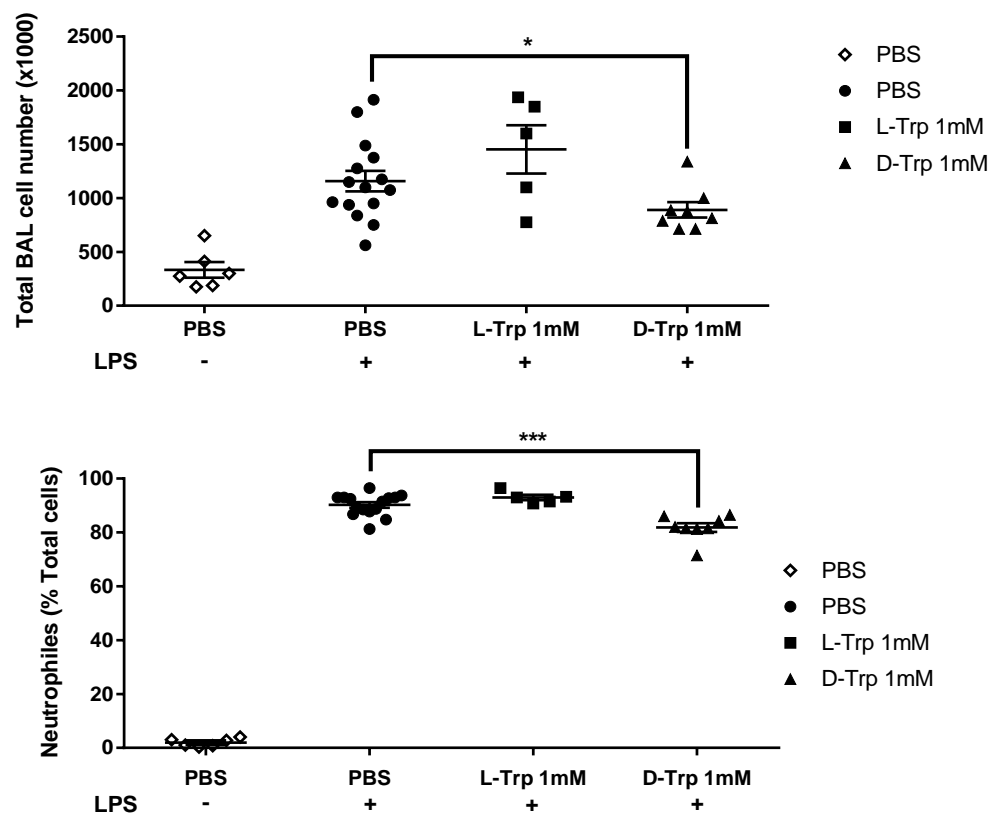 Total BAL cell number (x1000)
2500
2000
1500
1000
500
0
*
PBS
PBS
L-Trp 1mM
D-Trp 1mM
PBS PBS L-Trp 1mM D-Trp 1mM
LPS - + + +
Neutrophiles (% Total cells)
100
80
60
40
20
0
***
PBS
PBS
L-Trp 1mM
D-Trp 1mM
PBS PBS L-Trp 1mM D-Trp 1mM
LPS - + + +